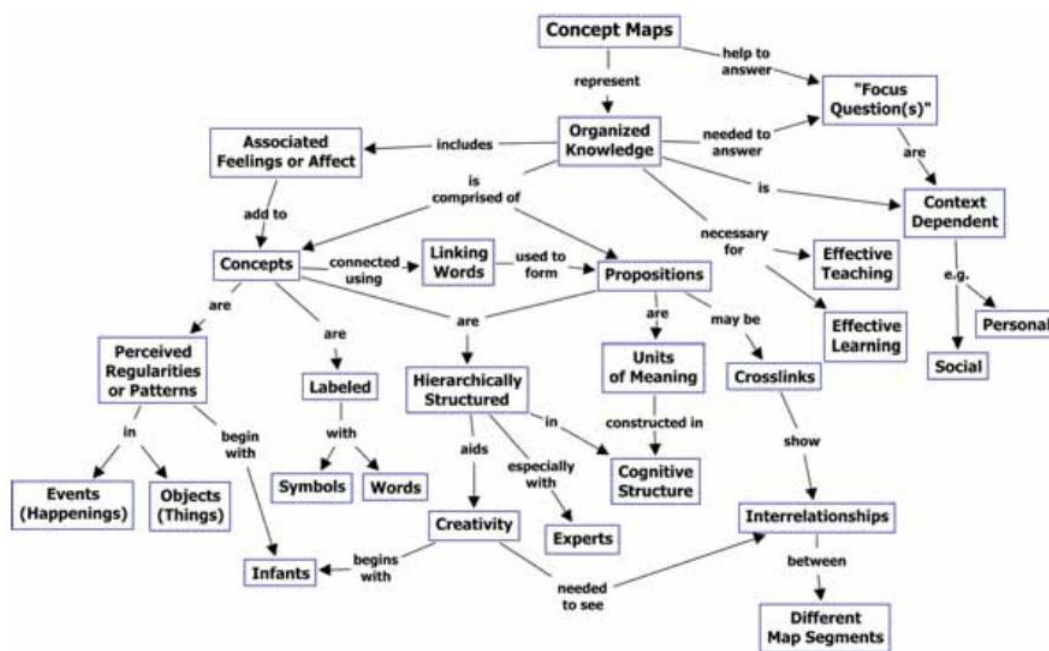 Concept Maps
help to
answer
represent
"Focus
Question(s)"
Associated
Feelings or Affect
includes
Organized
Knowledge
needed to
answer
are
is
comprised of
is
Context
Dependent
add to
necessary
for
Concepts
connected
using
Linking
Words
used to
form
Propositions
Effective
Teaching
e.g.
are
are
are
are
may be
Effective
Learning
Personal
Perceived
Regularities
or Patterns
Labeled
Hierarchically
Structured
Units
of Meaning
Crosslinks
Social
in
begin
with
with
aids
in
constructed in
show
especially
with
Events
(Happenings)
Objects
(Things)
Symbols
Words
Cognitive
Structure
Creativity
Experts
Interrelationships
Infants
begins
with
needed
to see
between
Different
Map Segments